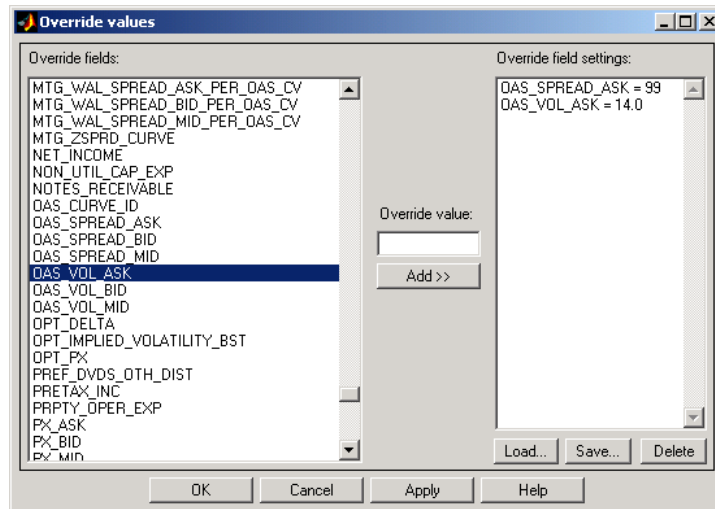 Override values
Override fields:
MTG_WAL_SPREAD_ASK_PER_OAS_CV
MTG_WAL_SPREAD_BID_PER_OAS_CV
MTG_WAL_SPREAD_MID_PER_OAS_CV
MTG_ZSPRD_CURVE
NET_INCOME
NON_UTIL_CAP_EXP
NOTES_RECEIVABLE
OAS_CURVE_ID
OAS_SPREAD_ASK
OAS_SPREAD_BID
OAS_SPREAD_MID
OAS_VOL_ASK
OAS_VOL_BID
OAS_VOL_MID
OPT_DELTA
OPT_IMPLIED_VOLATILITY_BST
OPT_PX
PREF_DVDS_OTH_DIST
PRETAX_INC
PRPTY_OPER_EXP
PX_ASK
PX_BID
PX_MID
Override value:
Add >>
Override field settings:
OAS_SPREAD_ASK = 99
OAS_VOL_ASK = 14.0
Load... Save... Delete
OK Cancel Apply Help